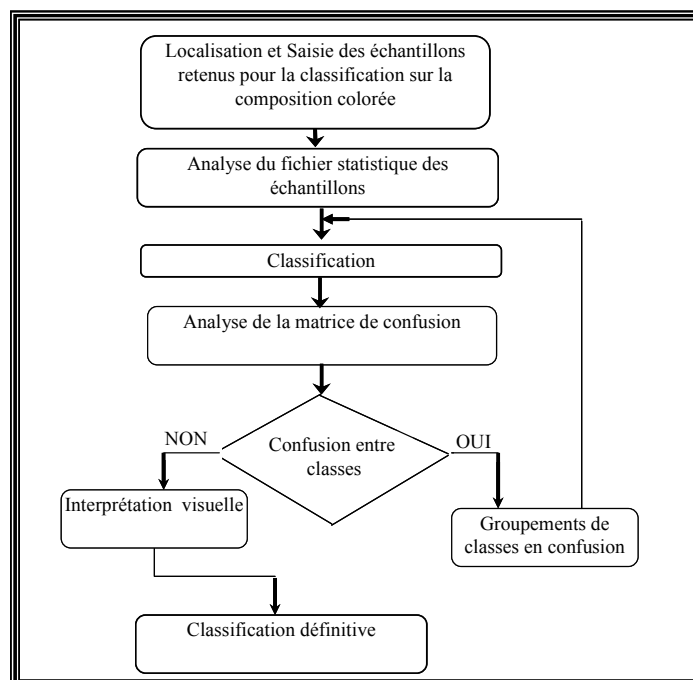 Localisation et Saisie des échantillons
retenus pour la classification sur la
composition colorée
Analyse du fichier statistique des
échantillons
Classification
Analyse de la matrice de confusion
Confusion entre
classes
NON
OUI
Interprétation visuelle
Groupements de
classes en confusion
Classification définitive